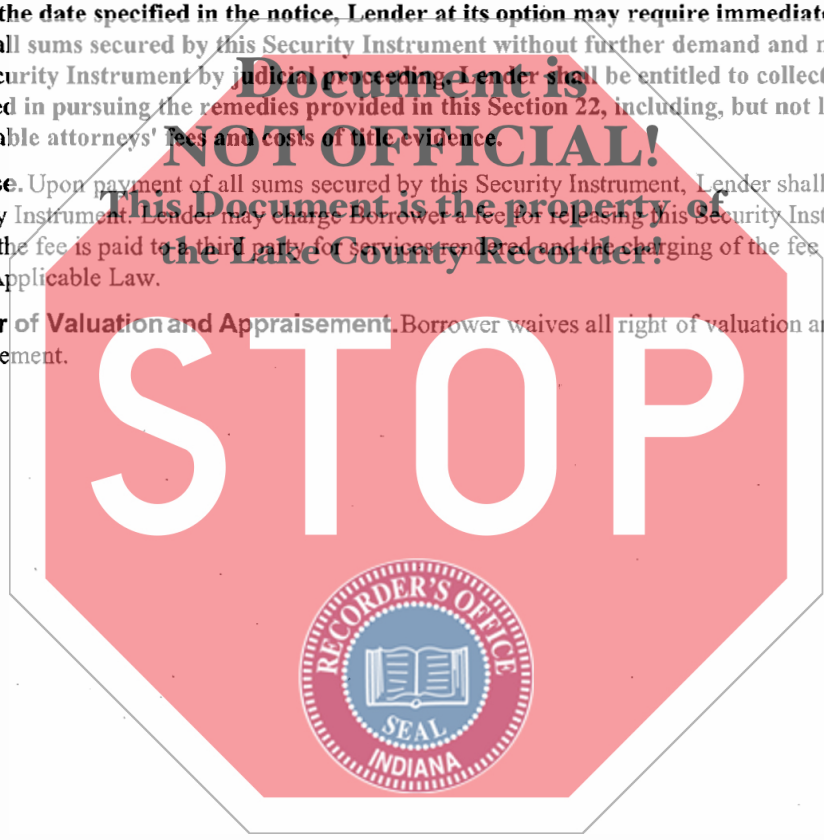 the date specified in the notice, Lender at its option may require immediat
all sums secured by this Security Instrument without further demand and
curity Instrument by judicial proceeding. Lender shall be entitled to collect
ed in pursuing the remedies provided in this Section 22, including, but not l
able attorneys' fees and costs of title evidence.
Document is
NOT OFFICIAL!
This Document is the property of
the Lake County Recorder!
se. Upon payment of all sums secured by this Security Instrument, Lender shall
y Instrument. Lender may charge Borrower a fee for releasing this Security Inst
the fee is paid to a third party for services rendered and the charging of the fee
Applicable Law.
r of Valuation and Appraisement. Borrower waives all right of valuation a
ement.
STOP
RECORDER'S OFFICE
SEAL
INDIANA